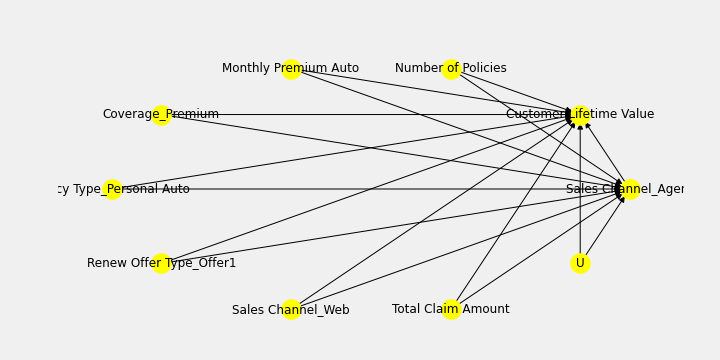 Monthly Premium Auto
Number of Policies
Coverage_Premium
Customer Lifetime Value
cy Type_Personal Auto
Sales Channel_Agen
Renew Offer Type_Offer1
U
Sales Channel_Web
Total Claim Amount